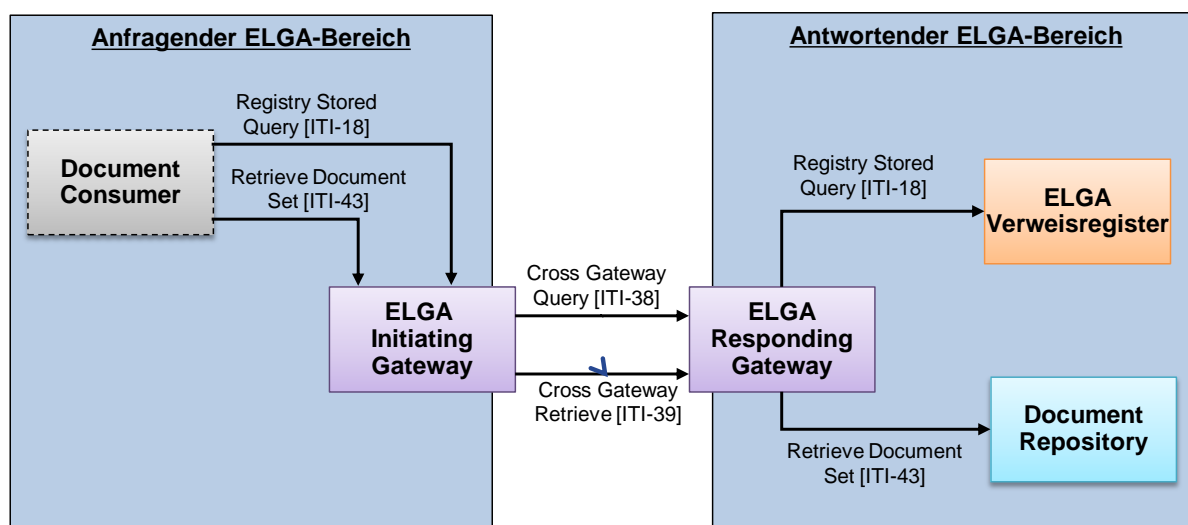 Anfragender ELGA-Bereich
Registry Stored
Query [ITI-18]
Document
Consumer
Retrieve Document
Set [ITI-43]
ELGA
Initiating
Gateway
Cross Gateway
Query [ITI-38]
Cross Gateway
Retrieve [ITI-39]
Antwortender ELGA-Bereich
Registry Stored
Query [ITI-18]
ELGA
Verweisregister
ELGA
Responding
Gateway
Document
Repository
Retrieve Document
Set [ITI-43]